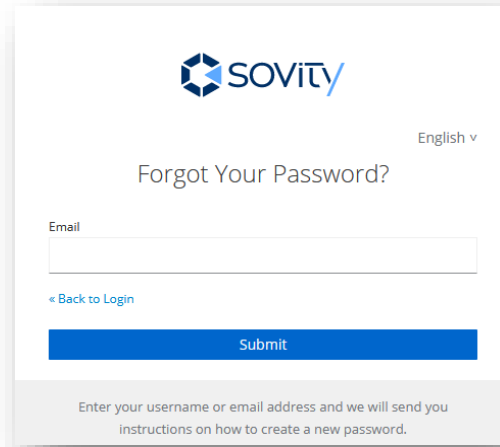 SOVITY
English
Forgot Your Password?
Email
« Back to Login
Submit
Enter your username or email address and we will send you
instructions on how to create a new password.